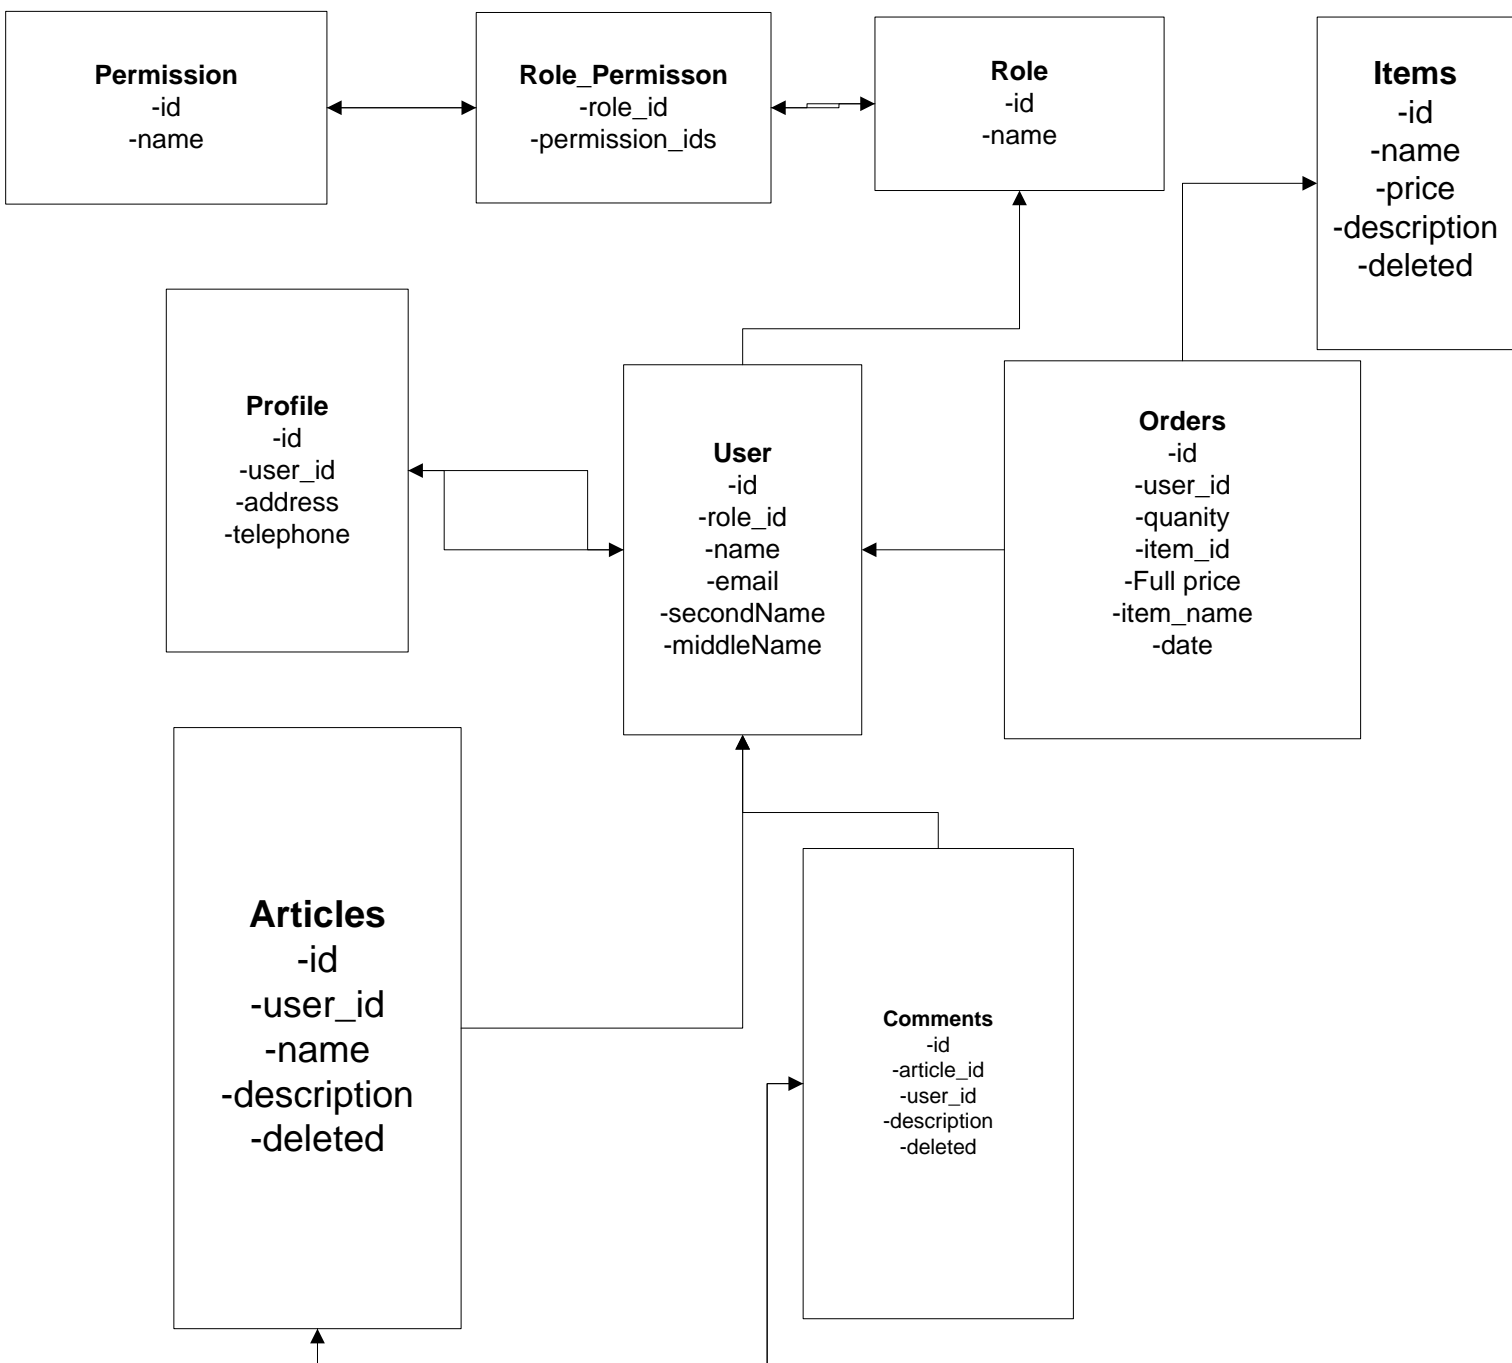 Permission
-id
-name
Role_Permisson
-role_id
-permission_ids
Role
-id
-name
Items
-id
-name
-price
-description
-deleted
Profile
-id
-user_id
-address
-telephone
User
-id
-role_id
-name
-email
-secondName
-middleName
Orders
-id
-user_id
-quanity
-item_id
-Full price
-item_name
-date
Articles
-id
-user_id
-name
-description
-deleted
Comments
-id
-article_id
-user_id
-description
-deleted